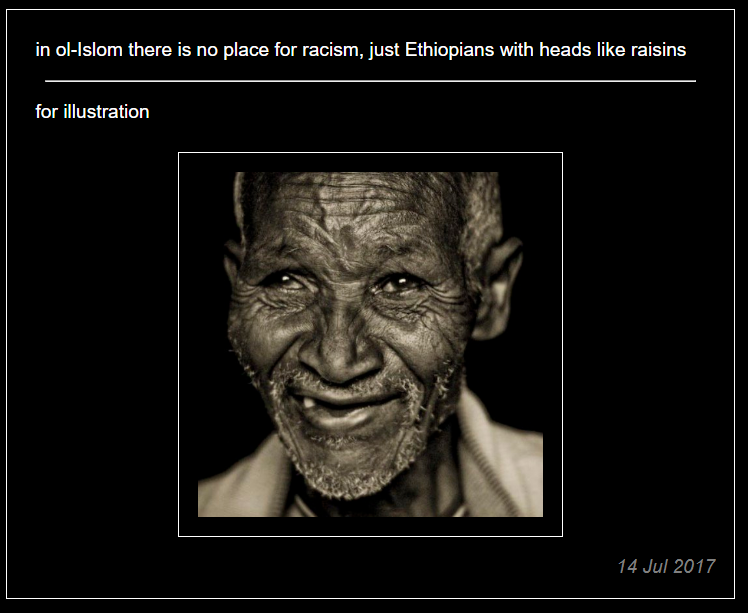 in ol-Islom there is no place for racism, just Ethiopians with heads like raisins
for illustration
14 Jul 2017